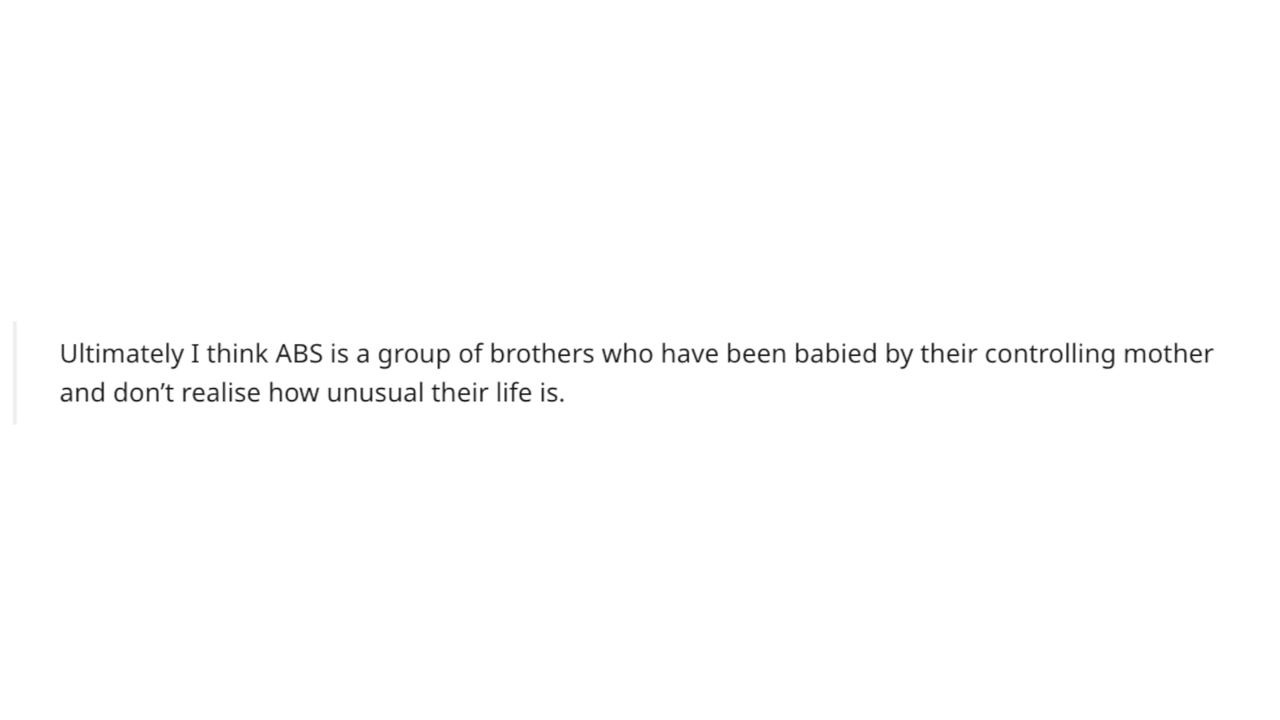 Ultimately I think ABS is a group of brothers who have been babied by their controlling mother
and don’t realise how unusual their life is.